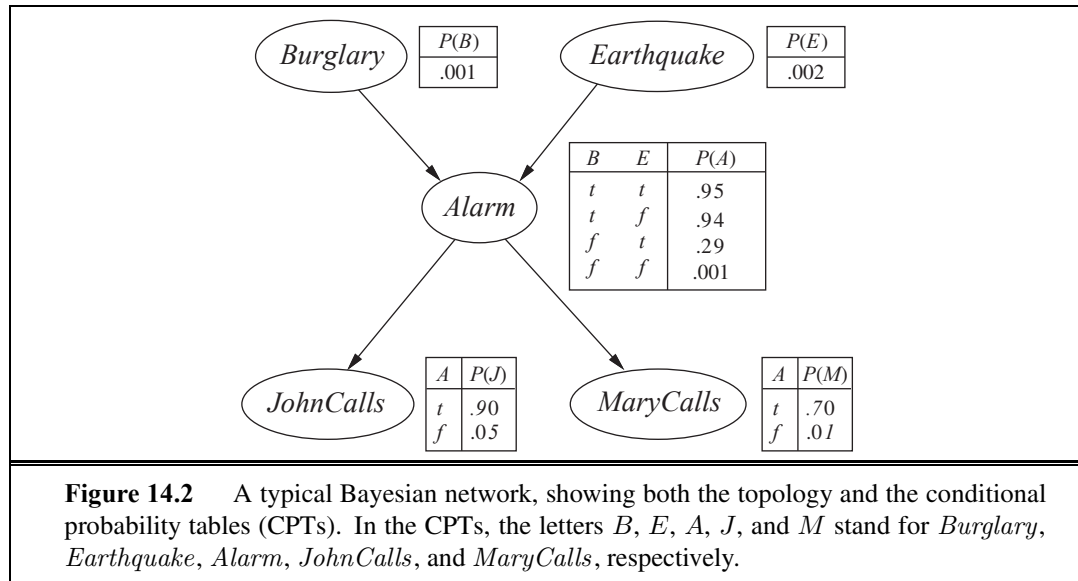 Burglary
P(B)
.001
Earthquake
P(E)
.002
Alarm
B E P(A)
t t .95
t f .94
f t .29
f f .001
JohnCalls
A P(J)
t .90
f .05
MaryCalls
A P(M)
t .70
f .01
Figure 14.2 A typical Bayesian network, showing both the topology and the conditional
probability tables (CPTs). In the CPTs, the letters B, E, A, J, and M stand for Burglary,
Earthquake, Alarm, JohnCalls, and MaryCalls, respectively.